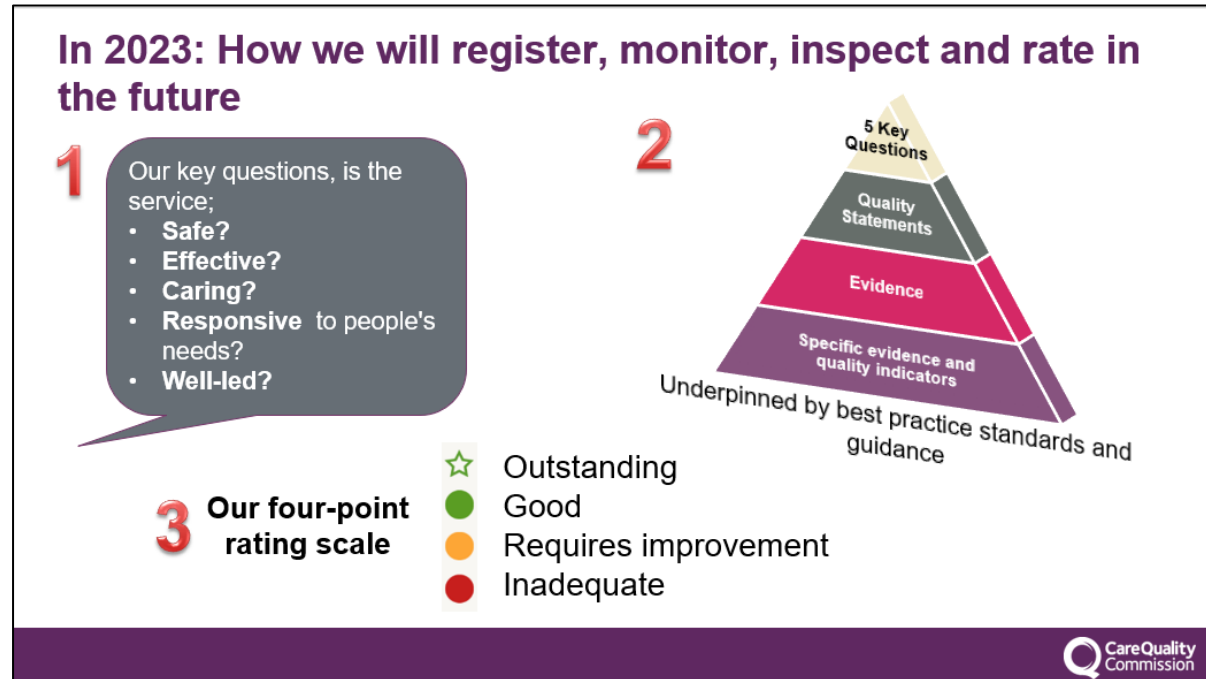 In 2023: How we will register, monitor, inspect and rate in
the future
1
Our key questions, is the
service;
• Safe?
• Effective?
• Caring?
• Responsive to people's
needs?
• Well-led?
2
5 Key
Questions
Quality
Statements
Evidence
Specific evidence and
quality indicators
Underpinned by best practice standards and
guidance
3
Our four-point
rating scale
Outstanding
Good
Requires improvement
Inadequate
CareQuality
Commission